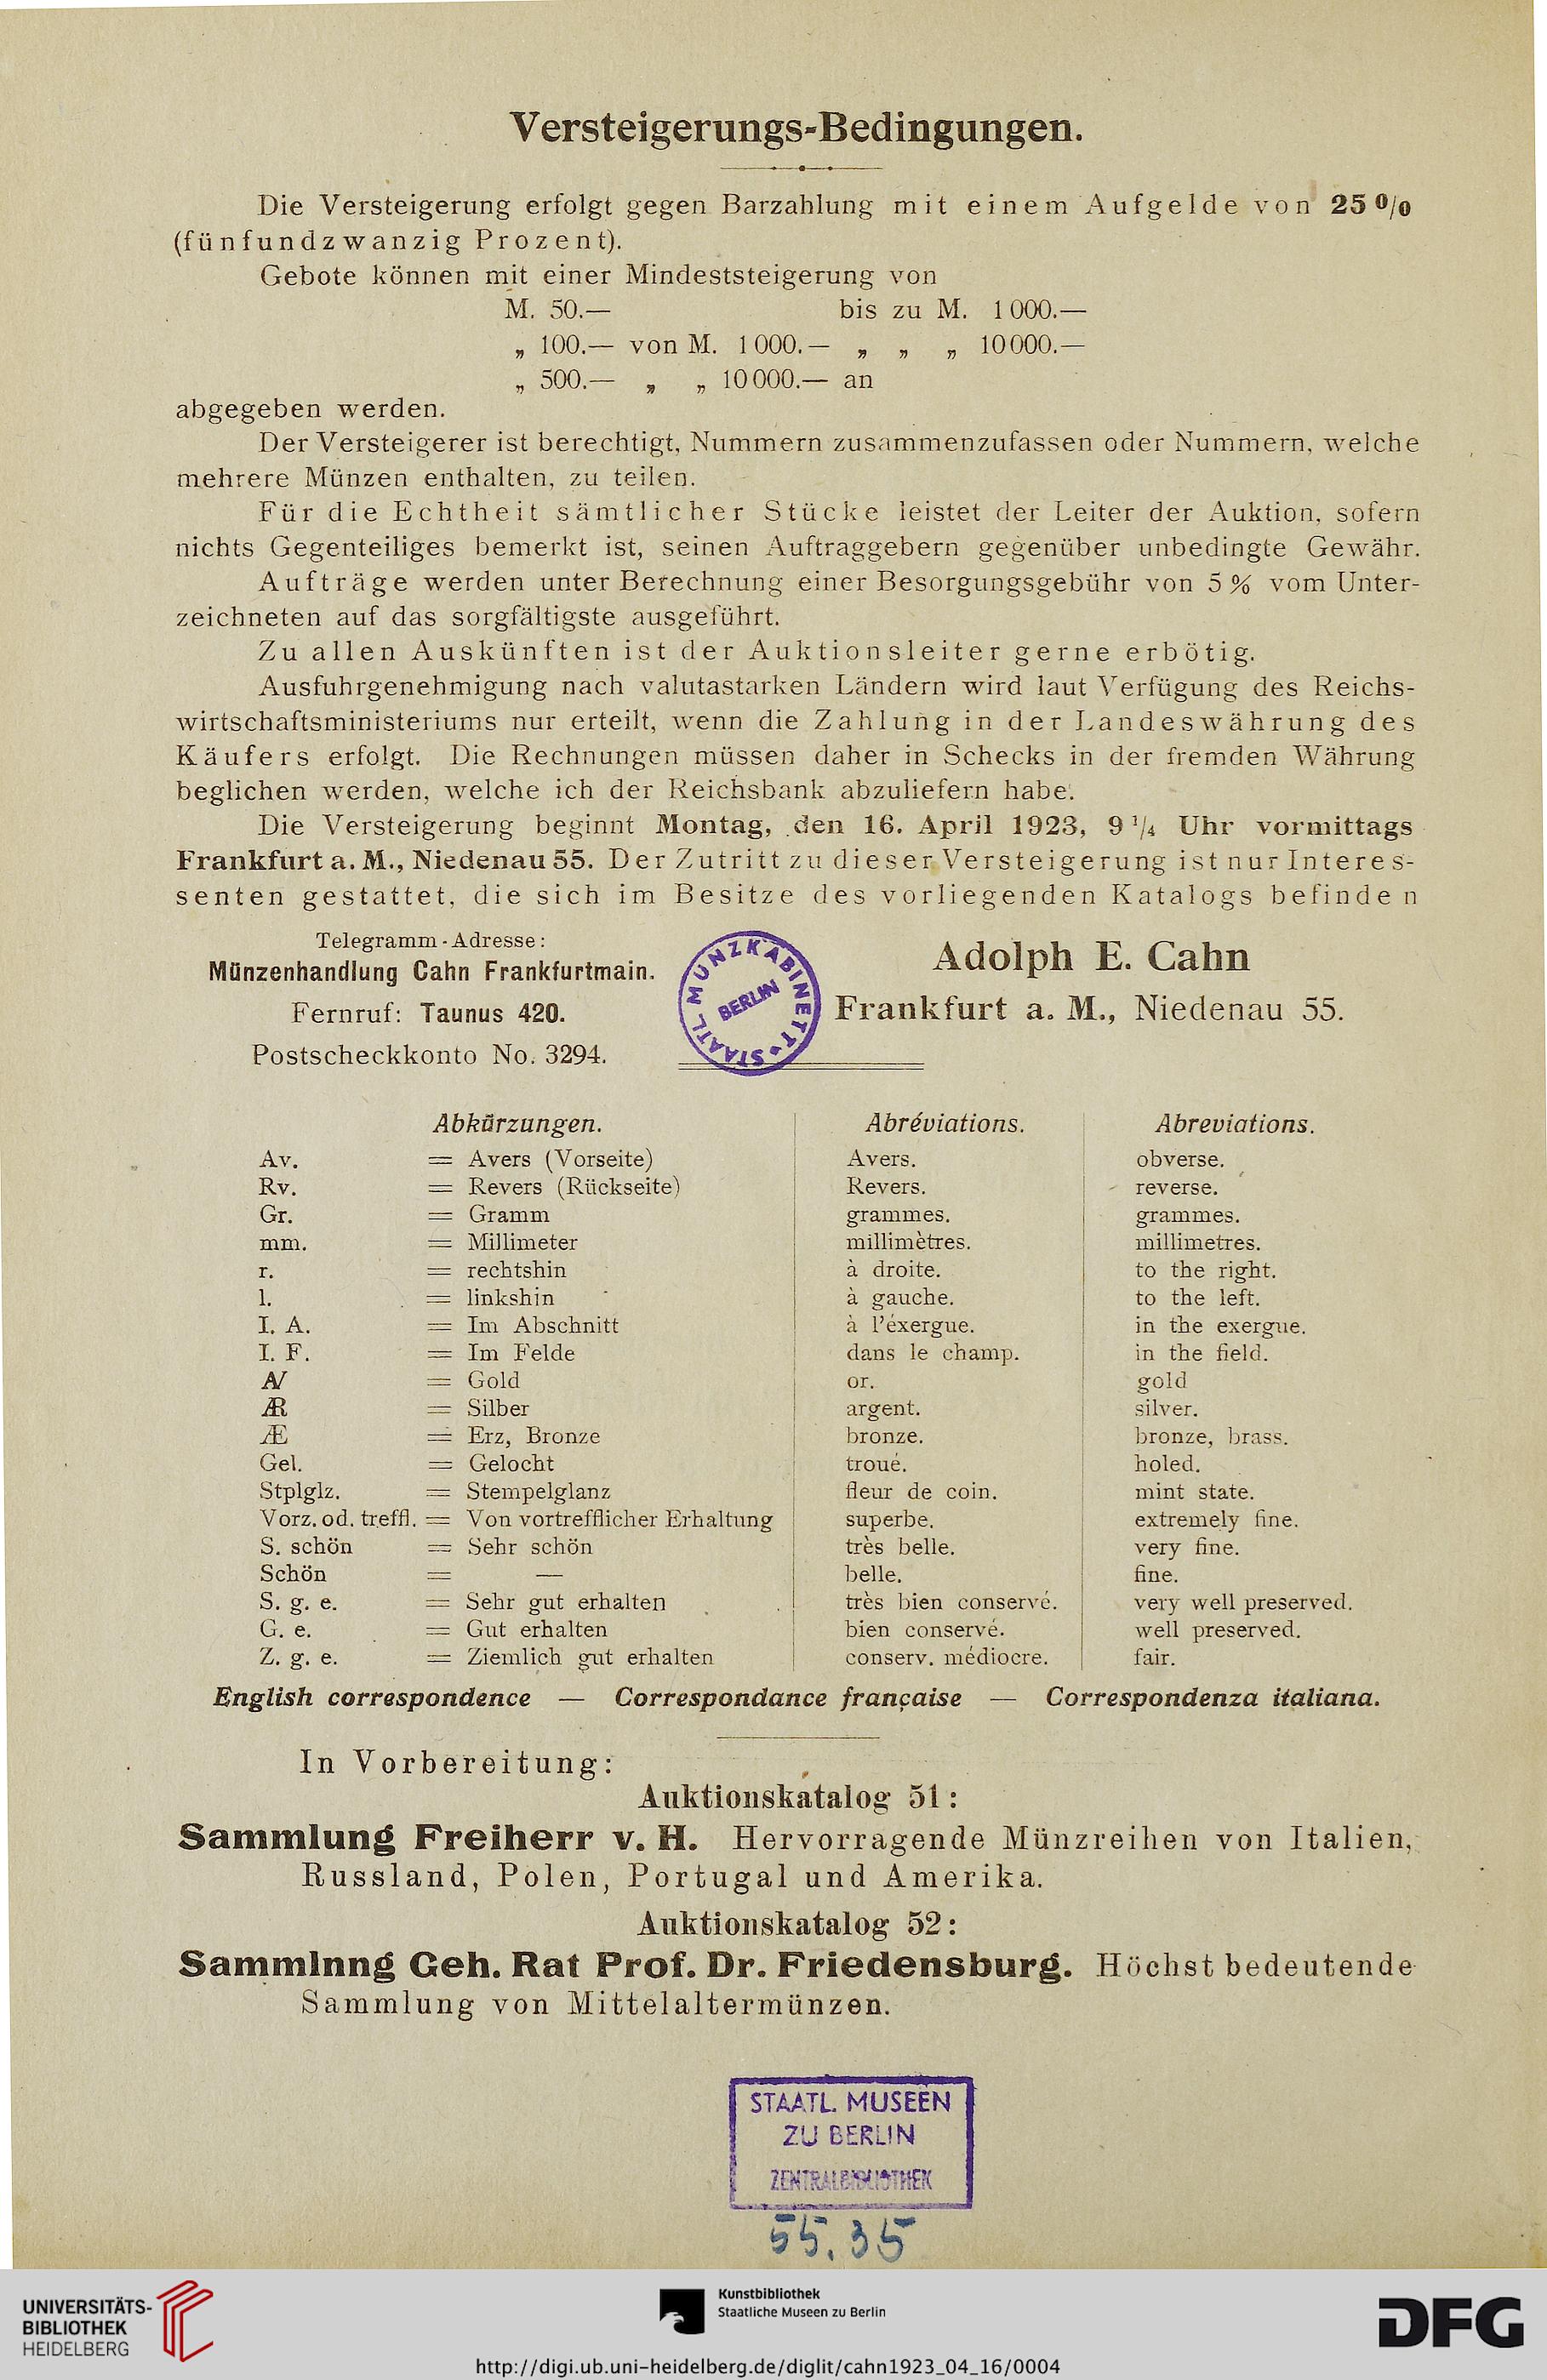 Versteigerungs-Bedingungen.
Die Versteigerung erfolgt gegen Barzahlung mit einem Aufgelde von 25 %
(fünfundzwanzig Prozent).
Gebote können mit einer Mindeststeigerung von
M. 50.— bis zu M. 1 000.—
„ 100.— von M. 1 000.— „ „ „ 10 000.—
„ 500.— „ „ 10 000.— an
abgegeben werden.
Der Versteigerer ist berechtigt, Nummern zusammenzufassen oder Nummern, welche
mehrere Münzen enthalten, zu teilen.
Für die Echtheit sämtlicher Stücke leistet der Leiter der Auktion, sofern
nichts Gegenteiliges bemerkt ist, seinen Auftraggebern gegenüber unbedingte Gewähr.
Aufträge werden unter Berechnung einer Besorgungsgebühr von 5 % vom Unter-
zeichneten auf das sorgfältigste ausgeführt.
Zu allen Auskünften ist der Auktionsleiter gerne erbötig.
Ausfuhrgenehmigung nach valutastarken Ländern wird laut Verfügung des Reichs-
wirtschaftsministeriums nur erteilt, wenn die Zahlung in der Landeswährung des
Käufers erfolgt. Die Rechnungen müssen daher in Schecks in der fremden Währung
beglichen werden, welche ich der Reichsbank abzuliefern habe.
Die Versteigerung beginnt Montag, den 16. April 1923, 9 1/4 Uhr vormittags
Frankfurt a. M., Niedenau 55. Der Zutritt zu dieser Versteigerung ist nur Interes-
senten gestattet, die sich im Besitze des vorliegenden Katalogs befinden
Telegramm-Adresse:
Münzenhandlung Cahn Frankfurtmain.
Fernruf: Taunus 420.
Postscheckkonto No. 3294.
STAATL. MÜNZKABINETT
BERLIN
Adolph E. Cahn
Frankfurt a. M., Niedenau 55.
Abkürzungen. Abréviations. Abreviations.
Av. = Avers (Vorseite) Avers. obverse.
Rv. = Revers (Rückseite) Revers. reverse.
Gr. = Gramm grammes. grammes.
mm. = Millimeter millimètres. millimetres.
r. = rechtshin à droite. to the right.
l. = linkshin à gauche. to the left.
I. A. = Im Abschnitt à l'éxergue. in the exergue.
I. F. = Im Felde dans le champ. in the field.
AV = Gold or. gold
ÆR = Silber argent. silver.
Æ = Erz, Bronze bronze. bronze, brass.
Gel. = Gelocht troué. holed.
Stplglz. = Stempelglanz fleur de coin. mint state.
Vorz. od. treffl. = Von vortrefflicher Erhaltung superbe. extremely fine.
S. schön = Sehr schön très belle. very fine.
Schön = — belle. fine.
S. g. e. = Sehr gut erhalten très bien conservé. very well preserved.
G. e. = Gut erhalten bien conservé. well preserved.
Z. g. e. = Ziemlich gut erhalten conserv. médiocre. fair.
English correspondence — Correspondance française — Correspondenza italiana.
In Vorbereitung:
Auktionskatalog 51:
Sammlung Freiherr v. H. Hervorragende Münzreihen von Italien,
Russland, Polen, Portugal und Amerika.
Auktionskatalog 52:
Sammlnng Geh. Rat Prof. Dr. Friedensburg. Höchst bedeutende
Sammlung von Mittelaltermünzen.
STAATL. MUSEEN
ZU BERLIN
ZENTRALBIBLIOTHEK
55.35
UNIVERSITÄTS-
BIBLIOTHEK
HEIDELBERG
Kunstbibliothek
Staatliche Museen zu Berlin
DFG
http://digi.ub.uni-heidelberg.de/diglit/cahn1923_04_16/0004